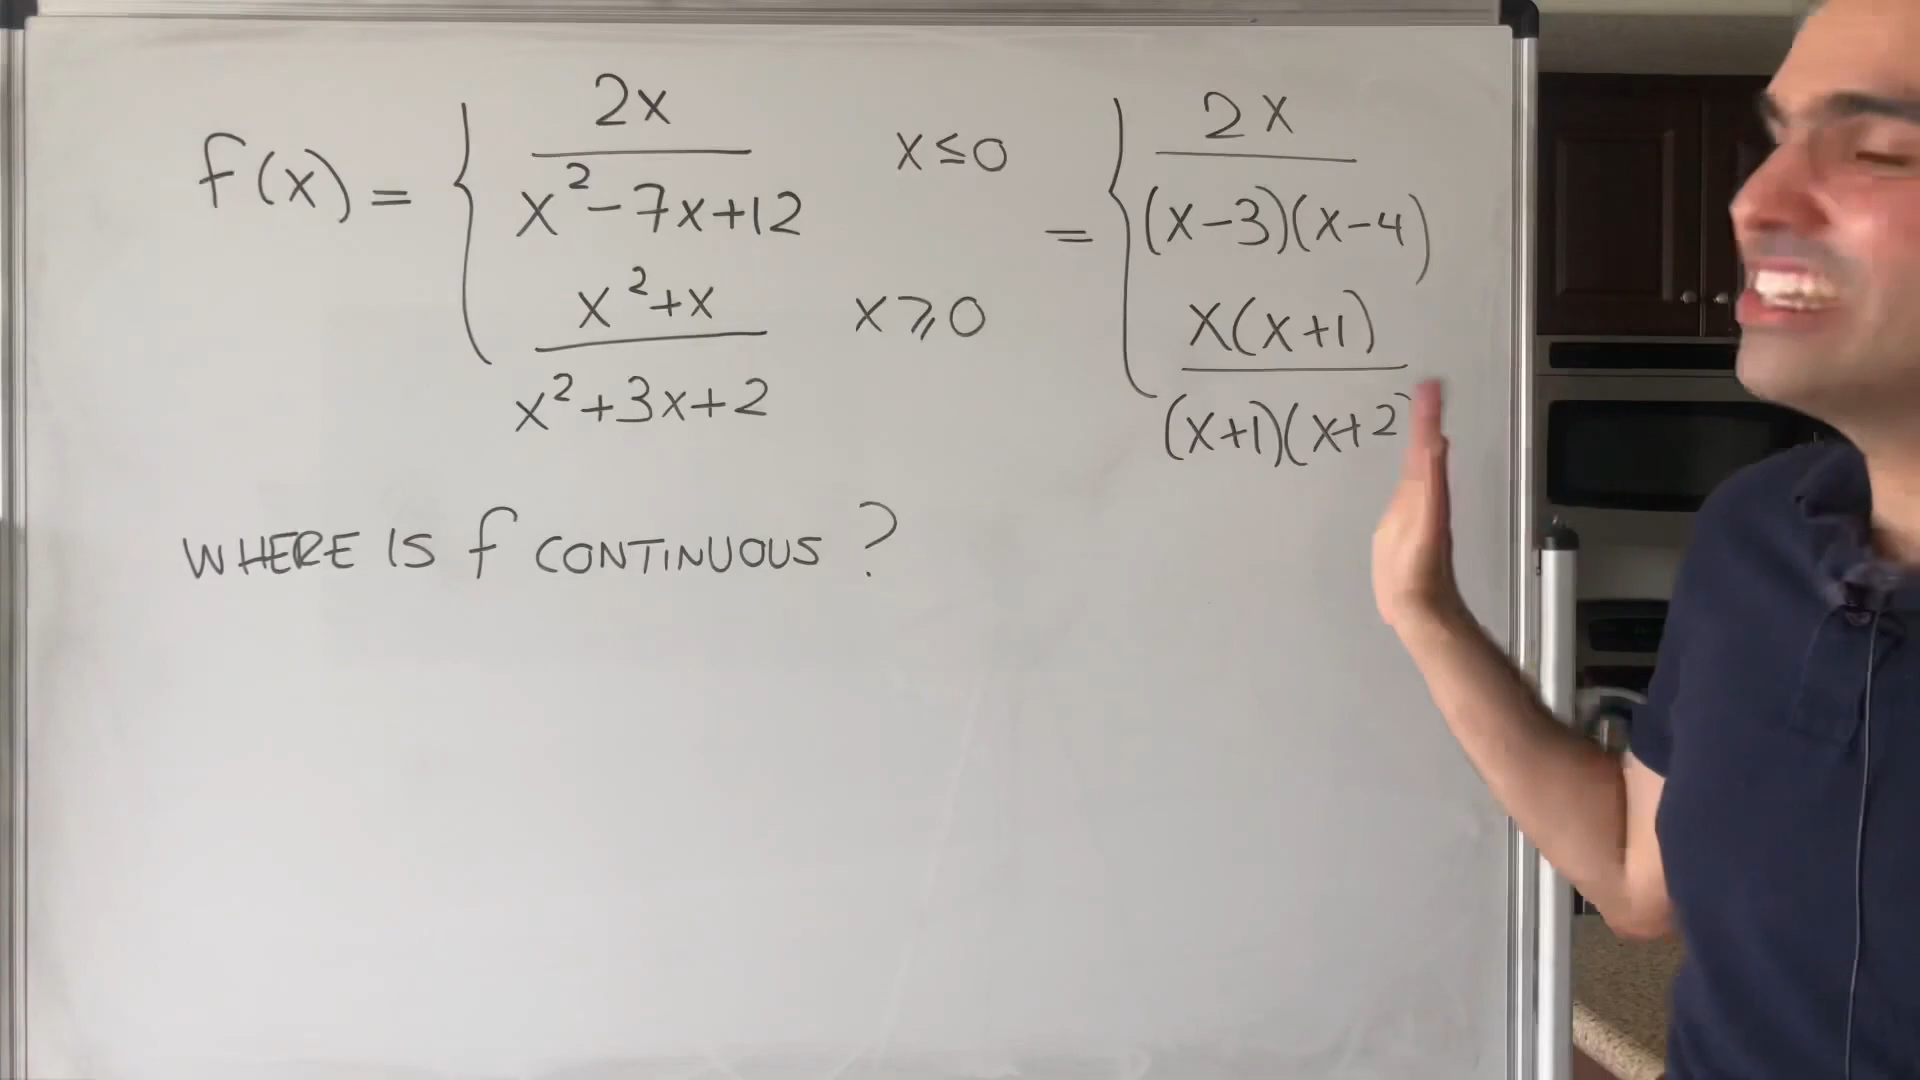 f(x) = { 2x / x²-7x+12 x≤0 = { 2x / (x-3)(x-4)
x²+x / x²+3x+2 x≥0 x(x+1) / (x+1)(x+2)
WHERE IS f CONTINUOUS ?